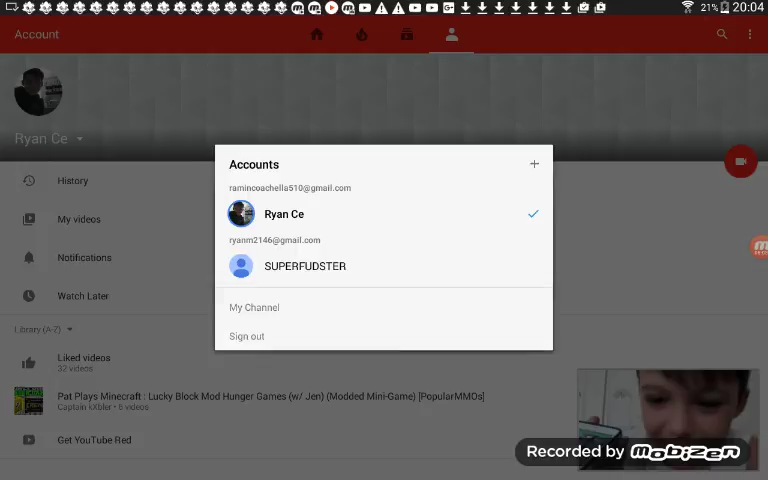 21% 20:04
Account
Ryan Ce
Accounts
ramincoachella510@gmail.com
Ryan Ce
ryanm2146@gmail.com
SUPERFUDSTER
My Channel
Sign out
History
My videos
Notifications
Watch Later
Library (A-Z)
Liked videos
32 videos
Pat Plays Minecraft : Lucky Block Mod Hunger Games (w/ Jen) (Modded Mini-Game) [PopularMMOs]
Captain kXbler • 6 videos
Get YouTube Red
Recorded by mobizen